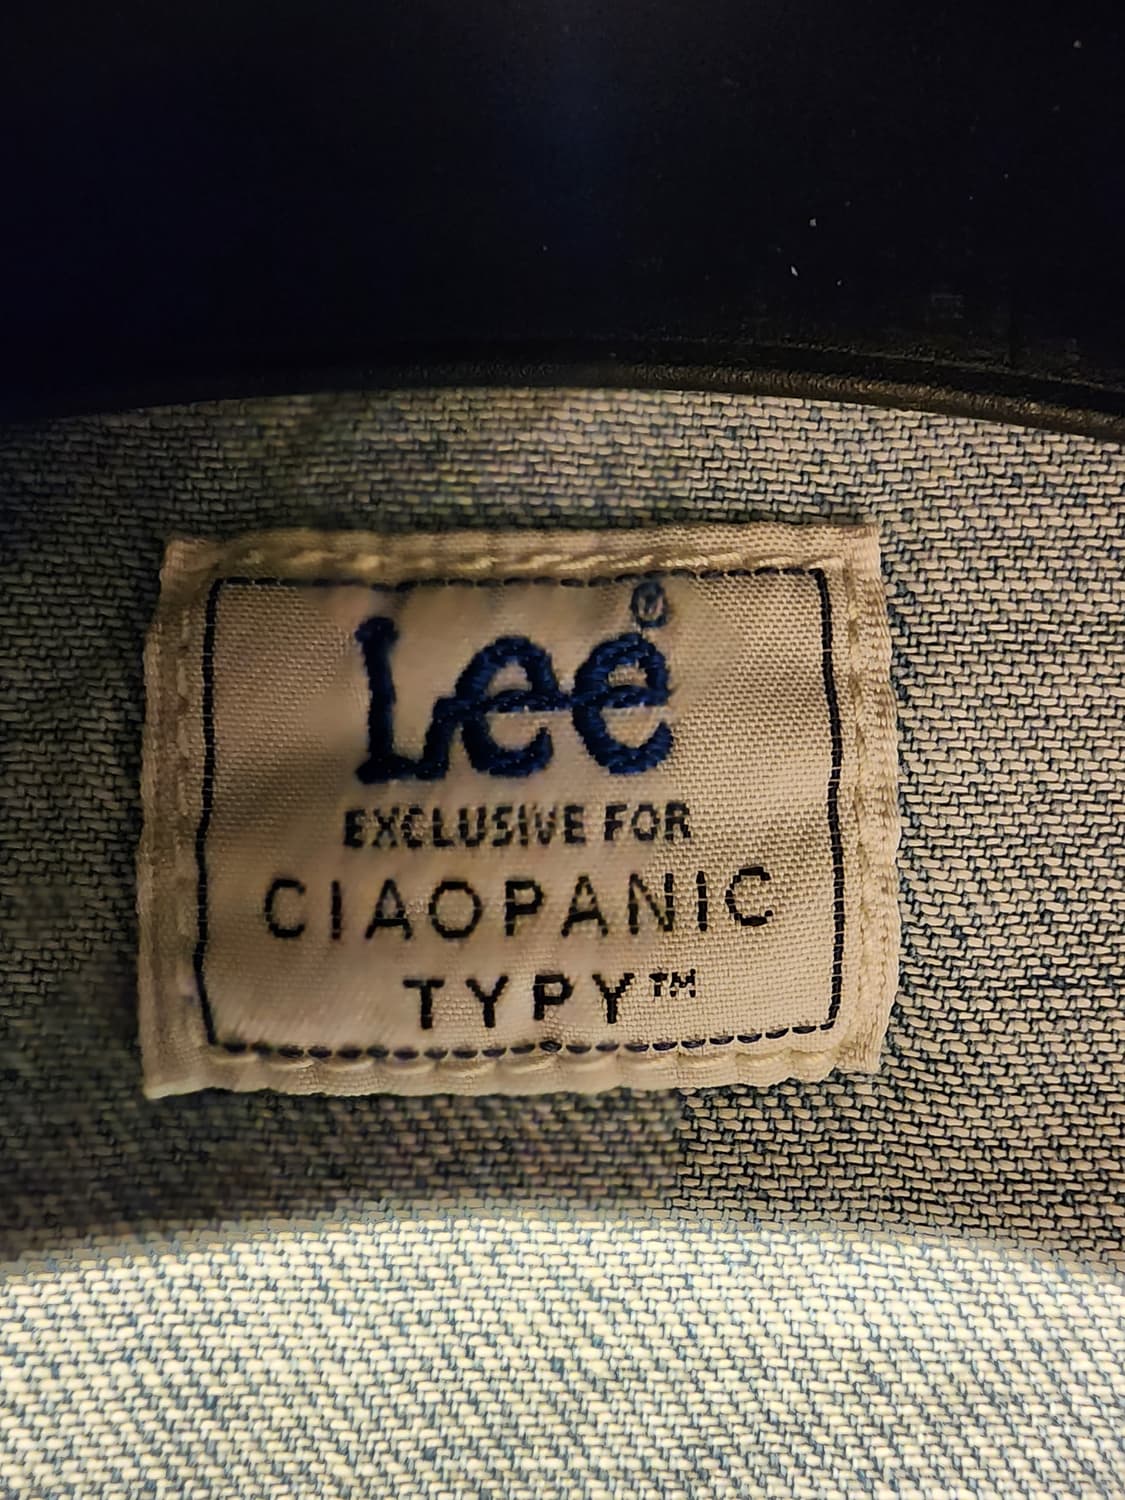 Lee®
EXCLUSIVE FOR
CIAOPANIC
TYPY™